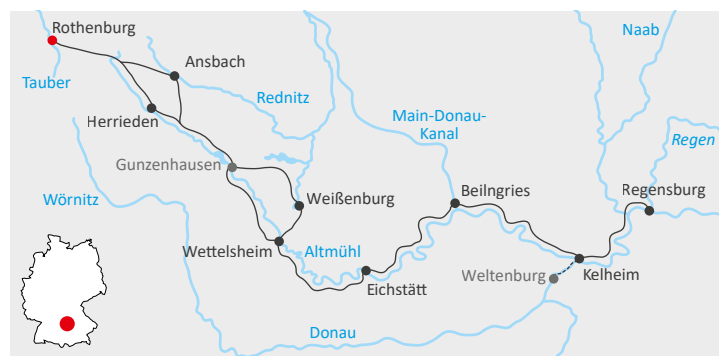 Rothenburg
Naab
Ansbach
Tauber
Rednitz
Main-Donau-
Kanal
Herrieden
Regen
Gunzenhausen
Beilngries
Regensburg
Wörnitz
Weißenburg
Wettelsheim
Altmühl
Weltenburg
Kelheim
Eichstätt
Donau